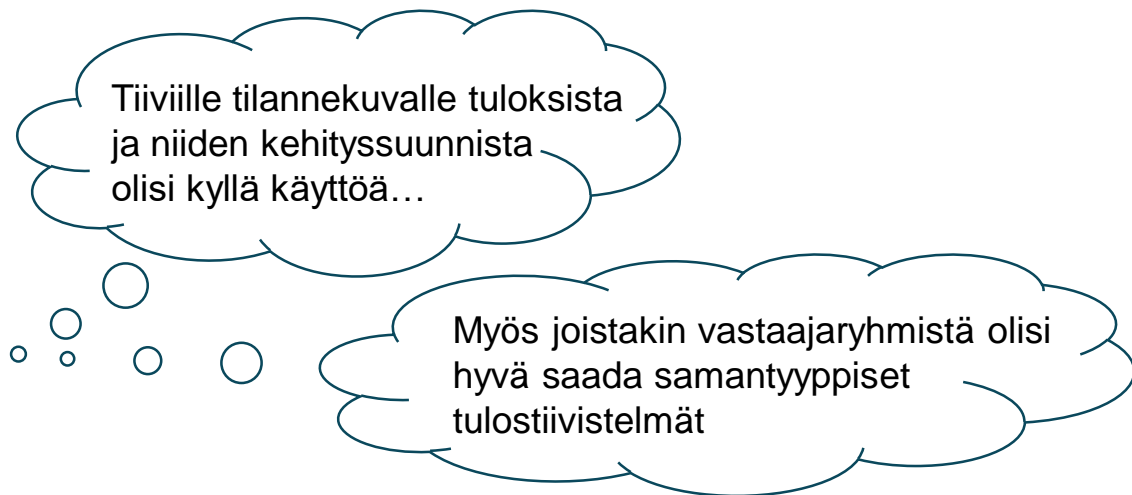 Tiiviille tilannekuvalle tuloksista
ja niiden kehityssuunnista
olisi kyllä käyttöä…
Myös joistakin vastaajaryhmistä olisi
hyvä saada samantyyppiset
tulostiivistelmät